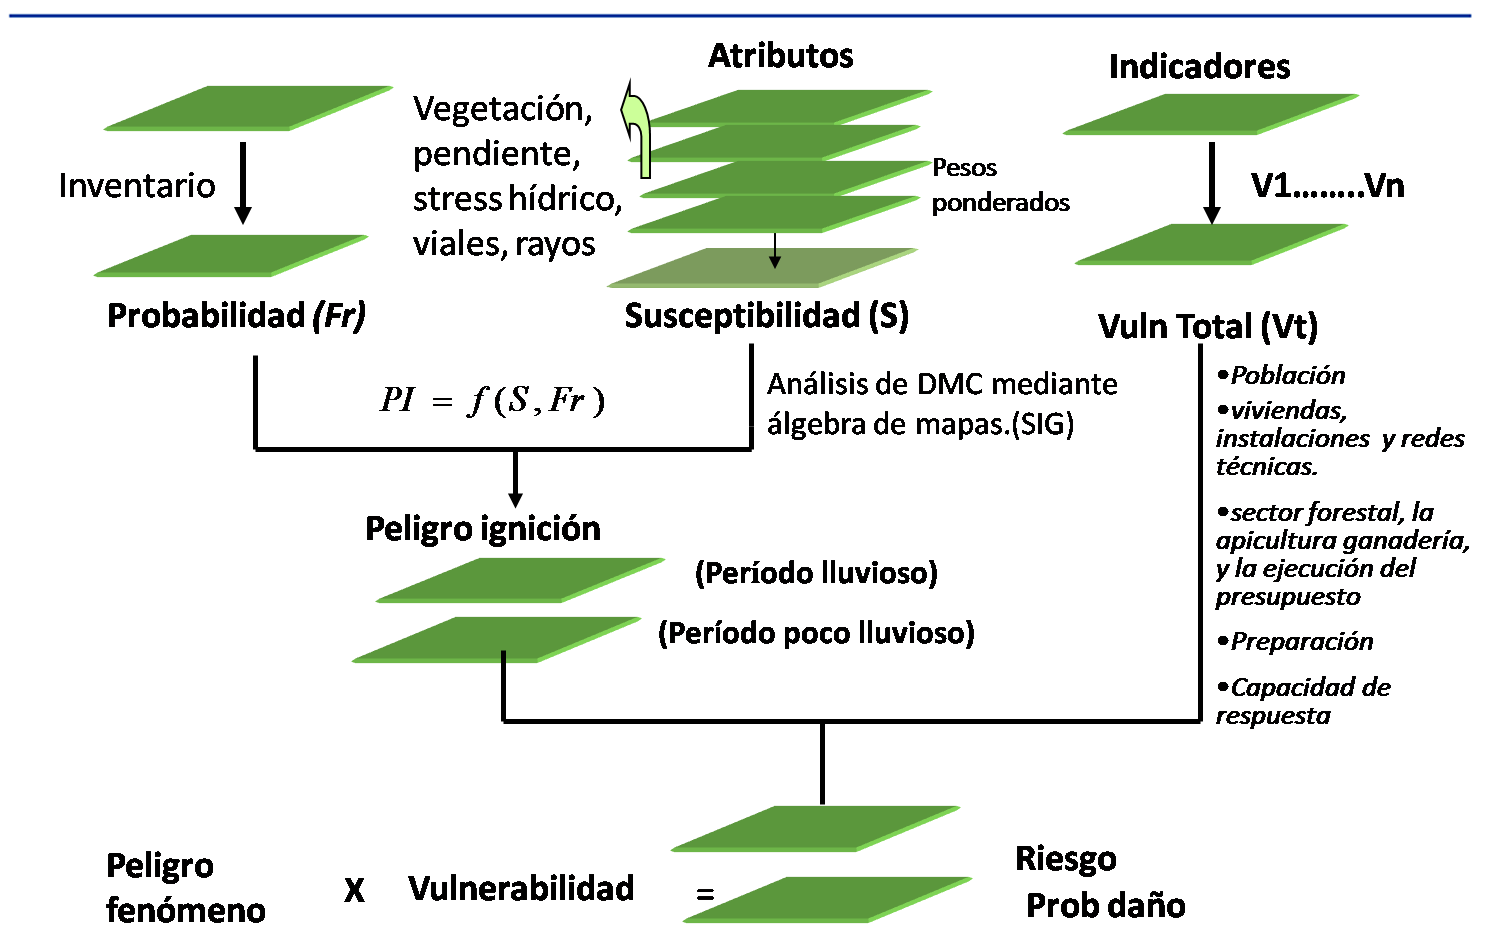 Atributos
Indicadores
Vegetación,
pendiente,
stress hídrico,
viales, rayos
Inventario
Pesos
ponderados
V1........Vn
Probabilidad (Fr)
Susceptibilidad (S)
Vuln Total (Vt)
PI = f ( S , Fr )
Análisis de DMC mediante
álgebra de mapas.(SIG)
•Población
•viviendas,
instalaciones y redes
técnicas.
•sector forestal, la
apicultura ganadería,
y la ejecución del
presupuesto
•Preparación
•Capacidad de
respuesta
Peligro ignición
(Período lluvioso)
(Período poco lluvioso)
Peligro
fenómeno
X
Vulnerabilidad
=
Riesgo
Prob daño